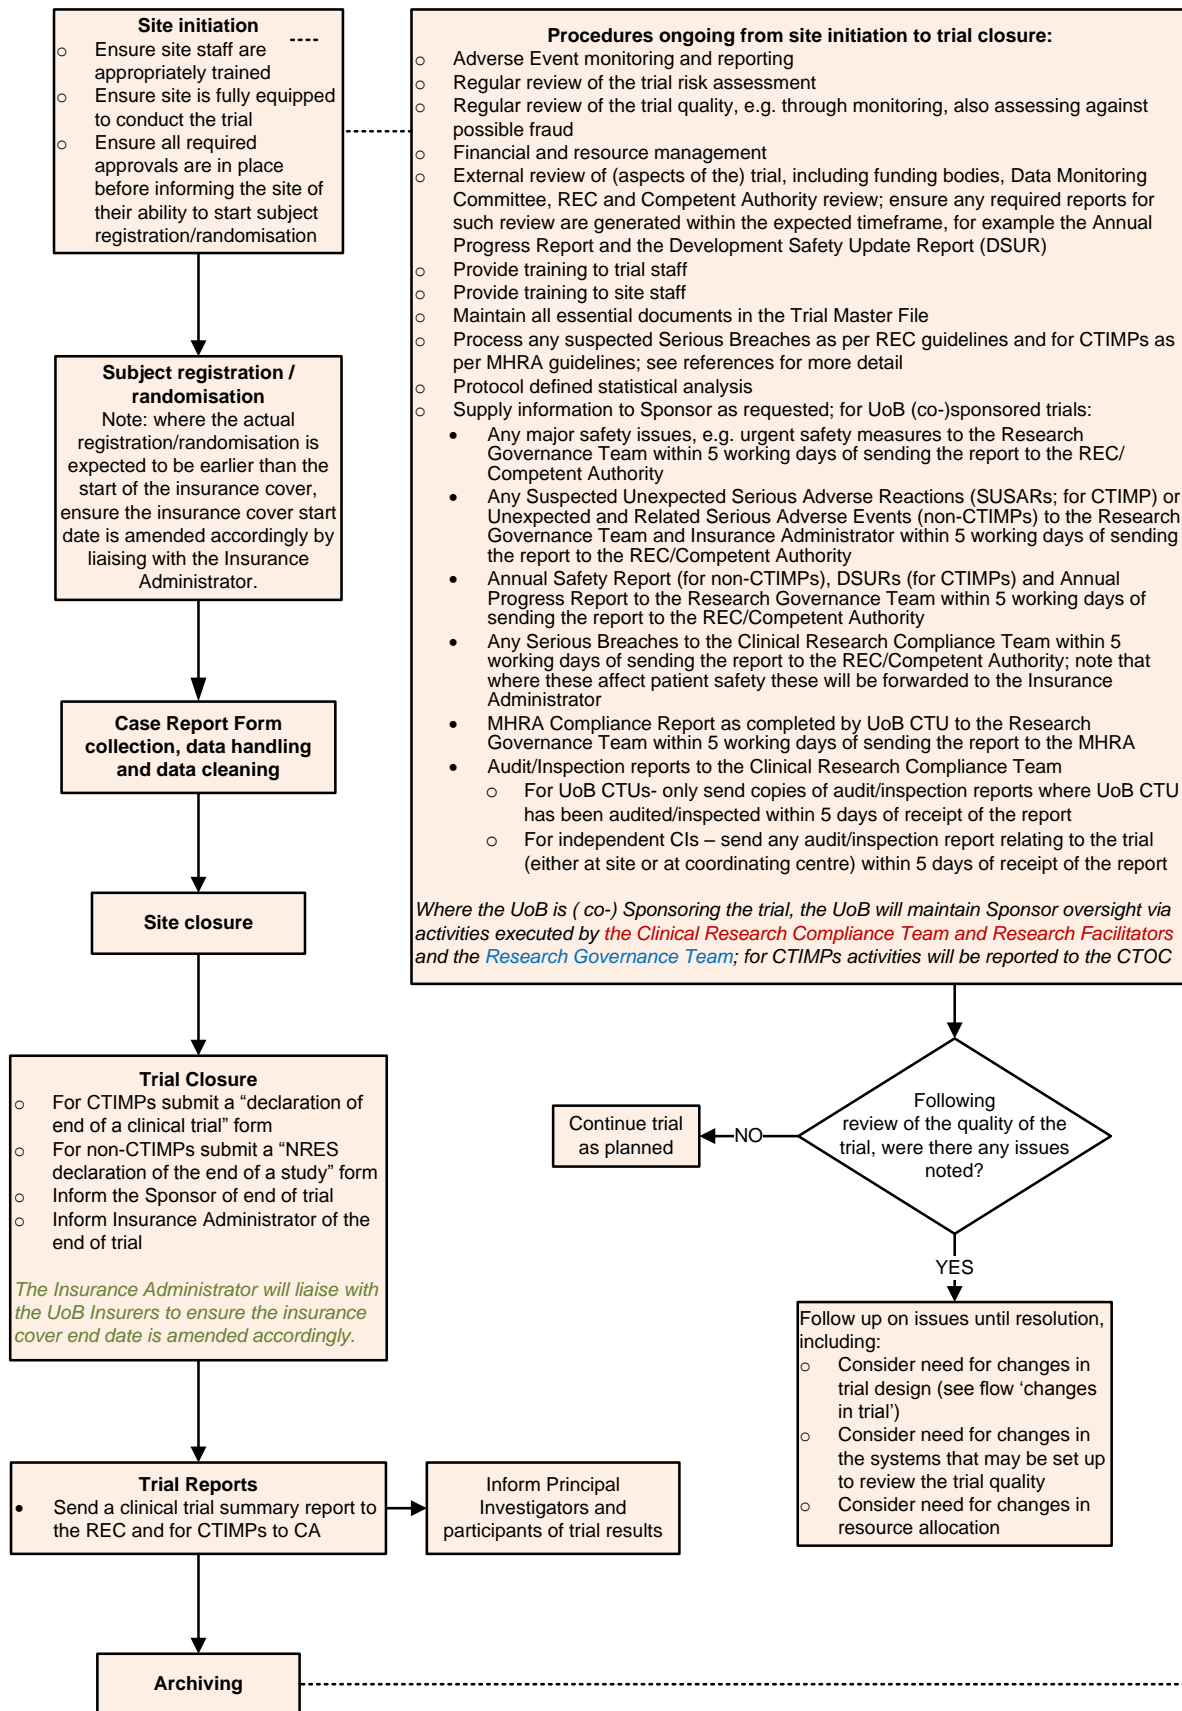 Site initiation
○ Ensure site staff are
appropriately trained
○ Ensure site is fully equipped
to conduct the trial
○ Ensure all required
approvals are in place
before informing the site of
their ability to start subject
registration/randomisation
Subject registration /
randomisation
Note: where the actual
registration/randomisation is
expected to be earlier than the
start of the insurance cover,
ensure the insurance cover start
date is amended accordingly by
liaising with the Insurance
Administrator.
Case Report Form
collection, data handling
and data cleaning
Site closure
Trial Closure
○ For CTIMPs submit a “declaration of
end of a clinical trial” form
○ For non-CTIMPs submit a “NRES
declaration of the end of a study” form
○ Inform the Sponsor of end of trial
○ Inform Insurance Administrator of the
end of trial
The Insurance Administrator will liaise with
the UoB Insurers to ensure the insurance
cover end date is amended accordingly.
Trial Reports
• Send a clinical trial summary report to
the REC and for CTIMPs to CA
Inform Principal
Investigators and
participants of trial results
Archiving
Procedures ongoing from site initiation to trial closure:
○ Adverse Event monitoring and reporting
○ Regular review of the trial risk assessment
○ Regular review of the trial quality, e.g. through monitoring, also assessing against
possible fraud
○ Financial and resource management
○ External review of (aspects of the) trial, including funding bodies, Data Monitoring
Committee, REC and Competent Authority review; ensure any required reports for
such review are generated within the expected timeframe, for example the Annual
Progress Report and the Development Safety Update Report (DSUR)
○ Provide training to trial staff
○ Provide training to site staff
○ Maintain all essential documents in the Trial Master File
○ Process any suspected Serious Breaches as per REC guidelines and for CTIMPs as
per MHRA guidelines; see references for more detail
○ Protocol defined statistical analysis
○ Supply information to Sponsor as requested; for UoB (co-)sponsored trials:
• Any major safety issues, e.g. urgent safety measures to the Research
Governance Team within 5 working days of sending the report to the REC/
Competent Authority
• Any Suspected Unexpected Serious Adverse Reactions (SUSARs; for CTIMP) or
Unexpected and Related Serious Adverse Events (non-CTIMPs) to the Research
Governance Team and Insurance Administrator within 5 working days of sending
the report to the REC/Competent Authority
• Annual Safety Report (for non-CTIMPs), DSURs (for CTIMPs) and Annual
Progress Report to the Research Governance Team within 5 working days of
sending the report to the REC/Competent Authority
• Any Serious Breaches to the Clinical Research Compliance Team within 5
working days of sending the report to the REC/Competent Authority; note that
where these affect patient safety these will be forwarded to the Insurance
Administrator
• MHRA Compliance Report as completed by UoB CTU to the Research
Governance Team within 5 working days of sending the report to the MHRA
• Audit/Inspection reports to the Clinical Research Compliance Team
○ For UoB CTUs- only send copies of audit/inspection reports where UoB CTU
has been audited/inspected within 5 days of receipt of the report
○ For independent CIs – send any audit/inspection report relating to the trial
(either at site or at coordinating centre) within 5 days of receipt of the report
Where the UoB is ( co-) Sponsoring the trial, the UoB will maintain Sponsor oversight via
activities executed by the Clinical Research Compliance Team and Research Facilitators
and the Research Governance Team; for CTIMPs activities will be reported to the CTOC
Following
review of the quality of the
trial, were there any issues
noted?
NO
Continue trial
as planned
YES
Follow up on issues until resolution,
including:
○ Consider need for changes in
trial design (see flow ‘changes
in trial’)
○ Consider need for changes in
the systems that may be set up
to review the trial quality
○ Consider need for changes in
resource allocation